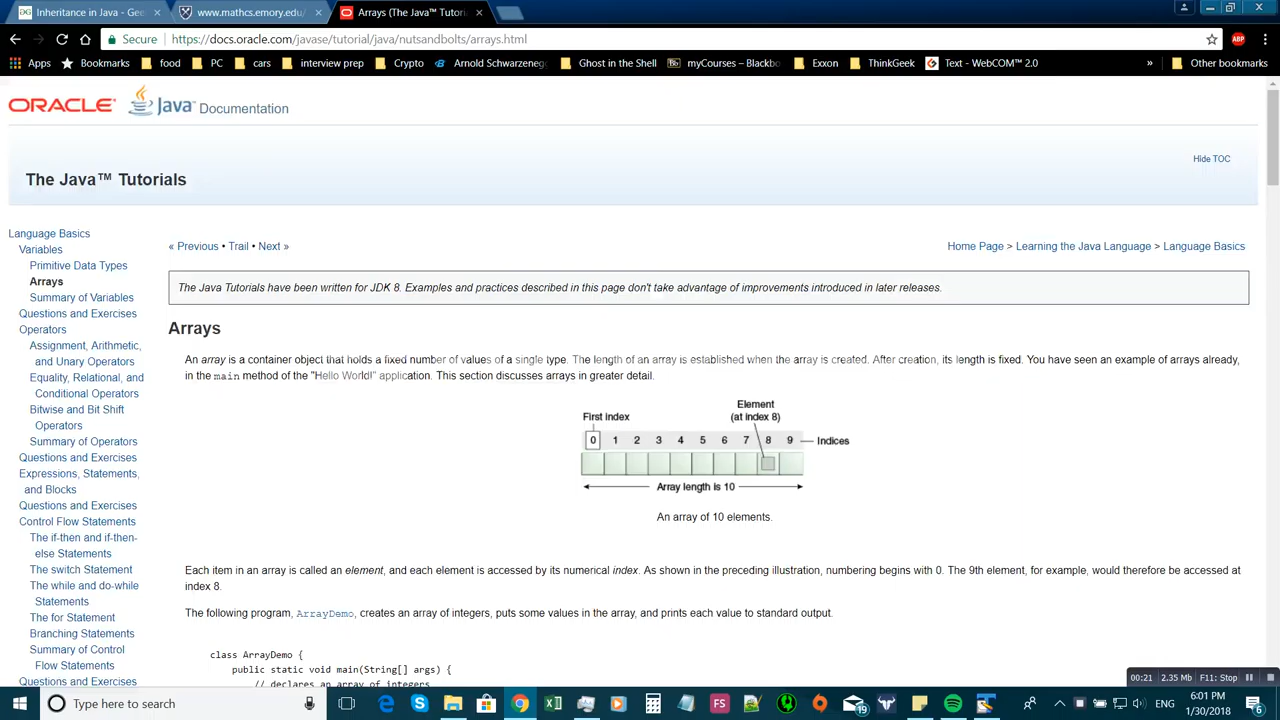 Inheritance in Java - Gee
www.mathcs.emory.edu/
Arrays (The Java™ Tutori
Secure
https://docs.oracle.com/javase/tutorial/java/nutsandbolts/arrays.html
ABP
Apps
Bookmarks
food
PC
cars
interview prep
Crypto
Arnold Schwarzeneg
Ghost in the Shell
myCourses – Blackbo
Exxon
ThinkGeek
Text - WebCOM™ 2.0
»
Other bookmarks
ORACLE Java Documentation
Hide TOC
The Java™ Tutorials
Language Basics
Variables
Primitive Data Types
Arrays
Summary of Variables
Questions and Exercises
Operators
Assignment, Arithmetic,
and Unary Operators
Equality, Relational, and
Conditional Operators
Bitwise and Bit Shift
Operators
Summary of Operators
Questions and Exercises
Expressions, Statements,
and Blocks
Questions and Exercises
Control Flow Statements
The if-then and if-then-
else Statements
The switch Statement
The while and do-while
Statements
The for Statement
Branching Statements
Summary of Control
Flow Statements
Questions and Exercises
« Previous • Trail • Next »
Home Page > Learning the Java Language > Language Basics
The Java Tutorials have been written for JDK 8. Examples and practices described in this page don't take advantage of improvements introduced in later releases.
Arrays
An array is a container object that holds a fixed number of values of a single type. The length of an array is established when the array is created. After creation, its length is fixed. You have seen an example of arrays already,
in the main method of the "Hello World!" application. This section discusses arrays in greater detail.
First index
Element
(at index 8)
0 1 2 3 4 5 6 7 8 9
Indices
Array length is 10
An array of 10 elements.
Each item in an array is called an element, and each element is accessed by its numerical index. As shown in the preceding illustration, numbering begins with 0. The 9th element, for example, would therefore be accessed at
index 8.
The following program, ArrayDemo, creates an array of integers, puts some values in the array, and prints each value to standard output.
class ArrayDemo {
public static void main(String[] args) {
// declares an array of integers
00:21 2.35 MB F11: Stop
Type here to search
FS
19
6:01 PM
1/30/2018
6